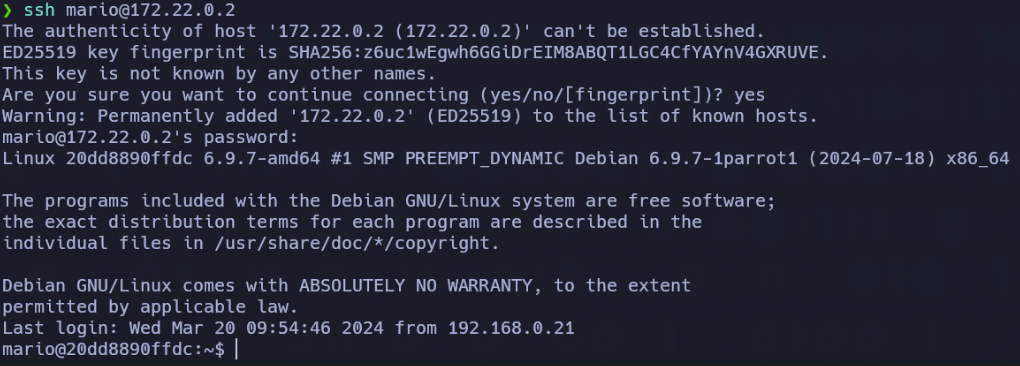 ❯ ssh mario@172.22.0.2
The authenticity of host '172.22.0.2 (172.22.0.2)' can't be established.
ED25519 key fingerprint is SHA256:z6uc1wEgwh6GGiDrEIM8ABQT1LGC4CfYAYnV4GXRUVE.
This key is not known by any other names.
Are you sure you want to continue connecting (yes/no/[fingerprint])? yes
Warning: Permanently added '172.22.0.2' (ED25519) to the list of known hosts.
mario@172.22.0.2's password:
Linux 20dd8890ffdc 6.9.7-amd64 #1 SMP PREEMPT_DYNAMIC Debian 6.9.7-1parrot1 (2024-07-18) x86_64

The programs included with the Debian GNU/Linux system are free software;
the exact distribution terms for each program are described in the
individual files in /usr/share/doc/*/copyright.

Debian GNU/Linux comes with ABSOLUTELY NO WARRANTY, to the extent
permitted by applicable law.
Last login: Wed Mar 20 09:54:46 2024 from 192.168.0.21
mario@20dd8890ffdc:~$